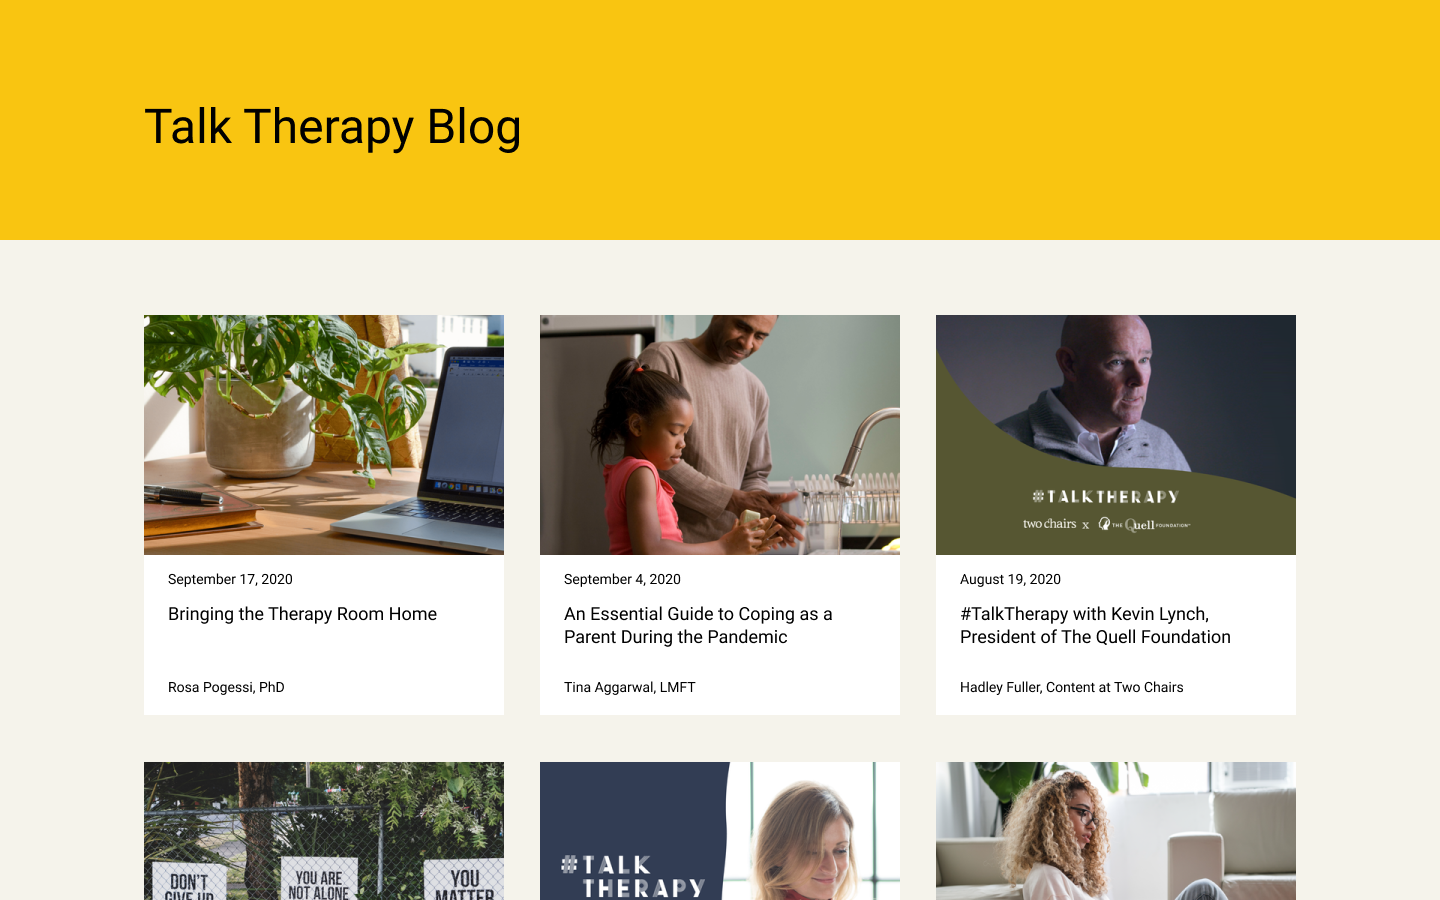 Talk Therapy Blog
#TALKTHERAPY
two chairs x THE Quell FOUNDATION
September 17, 2020
Bringing the Therapy Room Home
Rosa Pogessi, PhD
September 4, 2020
An Essential Guide to Coping as a
Parent During the Pandemic
Tina Aggarwal, LMFT
August 19, 2020
#TalkTherapy with Kevin Lynch,
President of The Quell Foundation
Hadley Fuller, Content at Two Chairs
DON'T
GIVE UP
YOU ARE
NOT ALONE
YOU
MATTER
#TALK
THERAPY